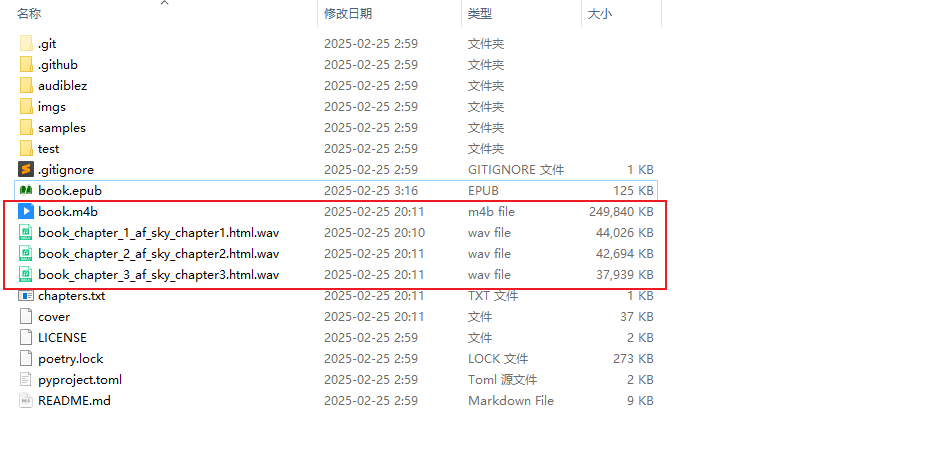 名称 修改日期 类型 大小
.git 2025-02-25 2:59 文件夹
.github 2025-02-25 2:59 文件夹
audiblez 2025-02-25 2:59 文件夹
imgs 2025-02-25 2:59 文件夹
samples 2025-02-25 2:59 文件夹
test 2025-02-25 2:59 文件夹
.gitignore 2025-02-25 2:59 GITIGNORE 文件 1 KB
book.epub 2025-02-25 3:16 EPUB 125 KB
book.m4b 2025-02-25 20:11 m4b file 249,840 KB
book_chapter_1_af_sky_chapter1.html.wav 2025-02-25 20:10 wav file 44,026 KB
book_chapter_2_af_sky_chapter2.html.wav 2025-02-25 20:11 wav file 42,694 KB
book_chapter_3_af_sky_chapter3.html.wav 2025-02-25 20:11 wav file 37,939 KB
chapters.txt 2025-02-25 20:11 TXT 文件 1 KB
cover 2025-02-25 20:11 文件 37 KB
LICENSE 2025-02-25 2:59 文件 2 KB
poetry.lock 2025-02-25 2:59 LOCK 文件 273 KB
pyproject.toml 2025-02-25 2:59 Toml 源文件 2 KB
README.md 2025-02-25 2:59 Markdown File 9 KB